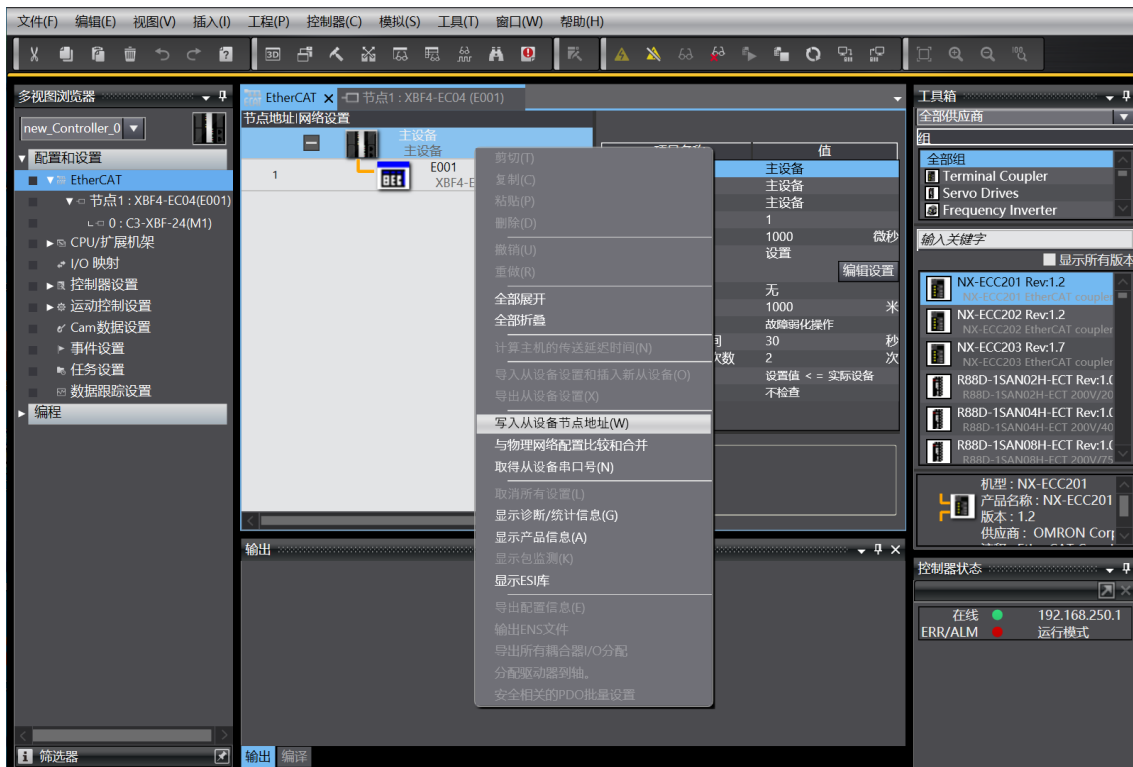 文件(F) 编辑(E) 视图(V) 插入(I) 工程(P) 控制器(C) 模拟(S) 工具(T) 窗口(W) 帮助(H)
多视图浏览器
new_Controller_0
配置和设置
EtherCAT
节点1 : XBF4-EC04(E001)
0 : C3-XBF-24(M1)
CPU/扩展机架
I/O 映射
控制器设置
运动控制设置
Cam数据设置
事件设置
任务设置
数据跟踪设置
编程
筛选器
EtherCAT 节点1 : XBF4-EC04 (E001)
节点地址|网络设置
主设备
主设备
1
E001
XBF4-E
值
主设备
主设备
主设备
1
1000 微秒
设置
编辑设置
无
1000 米
故障弱化操作
间 30 秒
次数 2 次
设置值 < = 实际设备
不检查
剪切(T)
复制(C)
粘贴(P)
删除(D)
撤销(U)
重做(R)
全部展开
全部折叠
计算主机的传送延迟时间(N)
导入从设备设置和插入新从设备(O)
导出从设备设置(X)
写入从设备节点地址(W)
与物理网络配置比较和合并
取得从设备串口号(N)
取消所有设置(L)
显示诊断/统计信息(G)
显示产品信息(A)
显示包监测(K)
显示ESI库
导出配置信息(E)
输出ENS文件
导出所有耦合器I/O分配
分配驱动器到轴。
安全相关的PDO批量设置
输出
输出 编译
工具箱
全部供应商
组
全部组
Terminal Coupler
Servo Drives
Frequency Inverter
输入关键字
显示所有版本
NX-ECC201 Rev:1.2
NX-ECC201 EtherCAT coupler
NX-ECC202 Rev:1.2
NX-ECC202 EtherCAT coupler
NX-ECC203 Rev:1.7
NX-ECC203 EtherCAT coupler
R88D-1SAN02H-ECT Rev:1.(
R88D-1SAN02H-ECT 200V/20
R88D-1SAN04H-ECT Rev:1.(
R88D-1SAN04H-ECT 200V/40
R88D-1SAN08H-ECT Rev:1.(
R88D-1SAN08H-ECT 200V/75
机型 : NX-ECC201
产品名称 : NX-ECC201
版本 : 1.2
供应商 : OMRON Corp
控制器状态
在线 192.168.250.1
ERR/ALM 运行模式